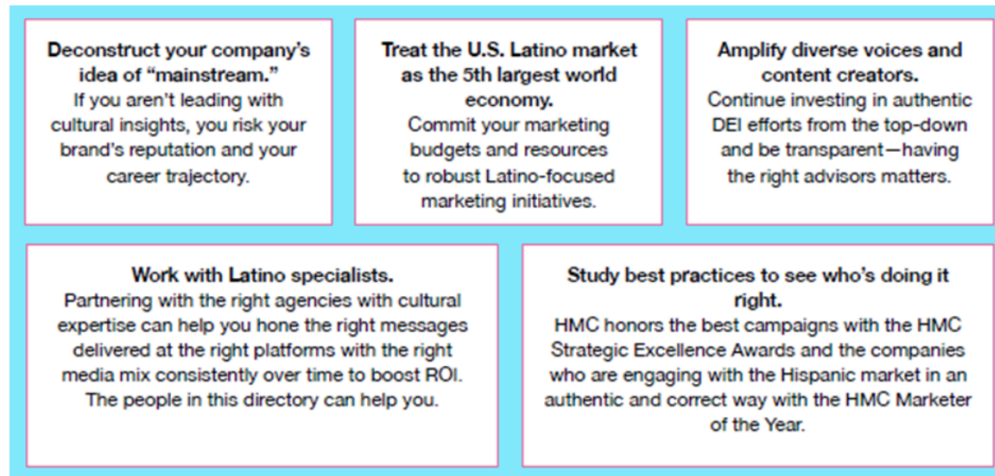 Deconstruct your company's
idea of “mainstream.”
If you aren't leading with
cultural insights, you risk your
brand's reputation and your
career trajectory.
Treat the U.S. Latino market
as the 5th largest world
economy.
Commit your marketing
budgets and resources
to robust Latino-focused
marketing initiatives.
Amplify diverse voices and
content creators.
Continue investing in authentic
DEI efforts from the top-down
and be transparent—having
the right advisors matters.
Work with Latino specialists.
Partnering with the right agencies with cultural
expertise can help you hone the right messages
delivered at the right platforms with the right
media mix consistently over time to boost ROI.
The people in this directory can help you.
Study best practices to see who's doing it
right.
HMC honors the best campaigns with the HMC
Strategic Excellence Awards and the companies
who are engaging with the Hispanic market in an
authentic and correct way with the HMC Marketer
of the Year.